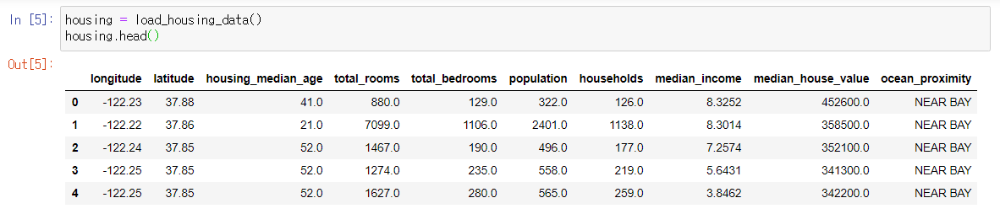 In [5]: housing = load_housing_data()
housing.head()
Out[5]:
longitude latitude housing_median_age total_rooms total_bedrooms population households median_income median_house_value ocean_proximity
0 -122.23 37.88 41.0 880.0 129.0 322.0 126.0 8.3252 452600.0 NEAR BAY
1 -122.22 37.86 21.0 7099.0 1106.0 2401.0 1138.0 8.3014 358500.0 NEAR BAY
2 -122.24 37.85 52.0 1467.0 190.0 496.0 177.0 7.2574 352100.0 NEAR BAY
3 -122.25 37.85 52.0 1274.0 235.0 558.0 219.0 5.6431 341300.0 NEAR BAY
4 -122.25 37.85 52.0 1627.0 280.0 565.0 259.0 3.8462 342200.0 NEAR BAY